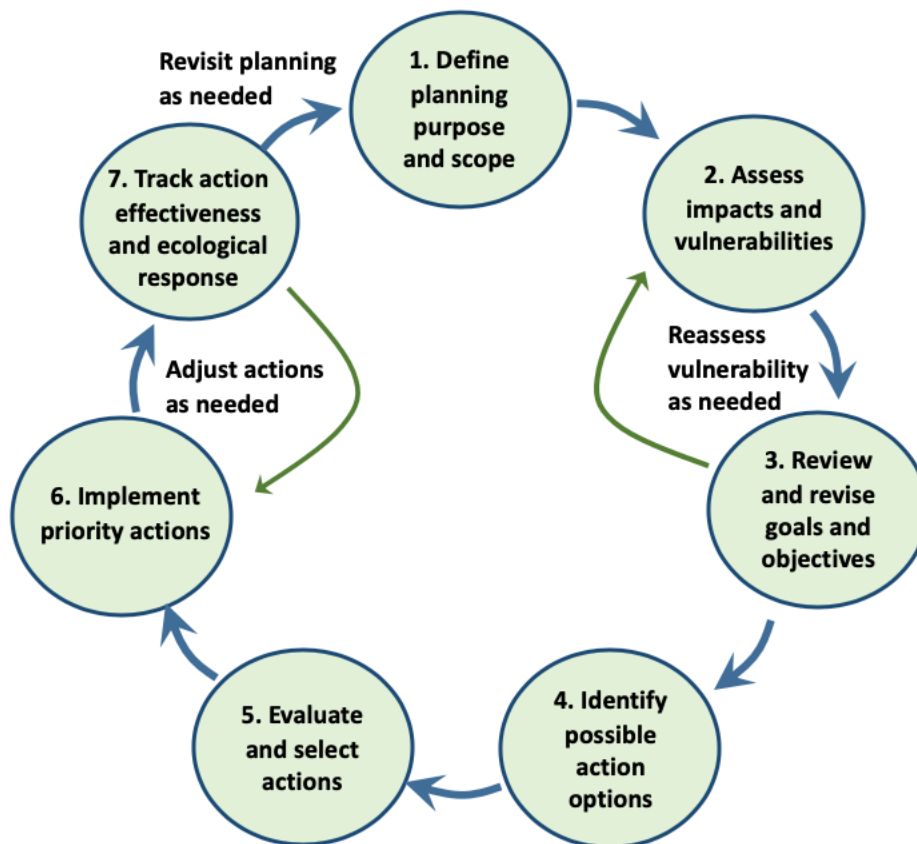 Revisit planning
as needed
1. Define
planning
purpose
and scope
2. Assess
impacts and
vulnerabilities
Reassess
vulnerability
as needed
3. Review
and revise
goals and
objectives
4. Identify
possible
action
options
5. Evaluate
and select
actions
6. Implement
priority actions
Adjust actions
as needed
7. Track action
effectiveness
and ecological
response